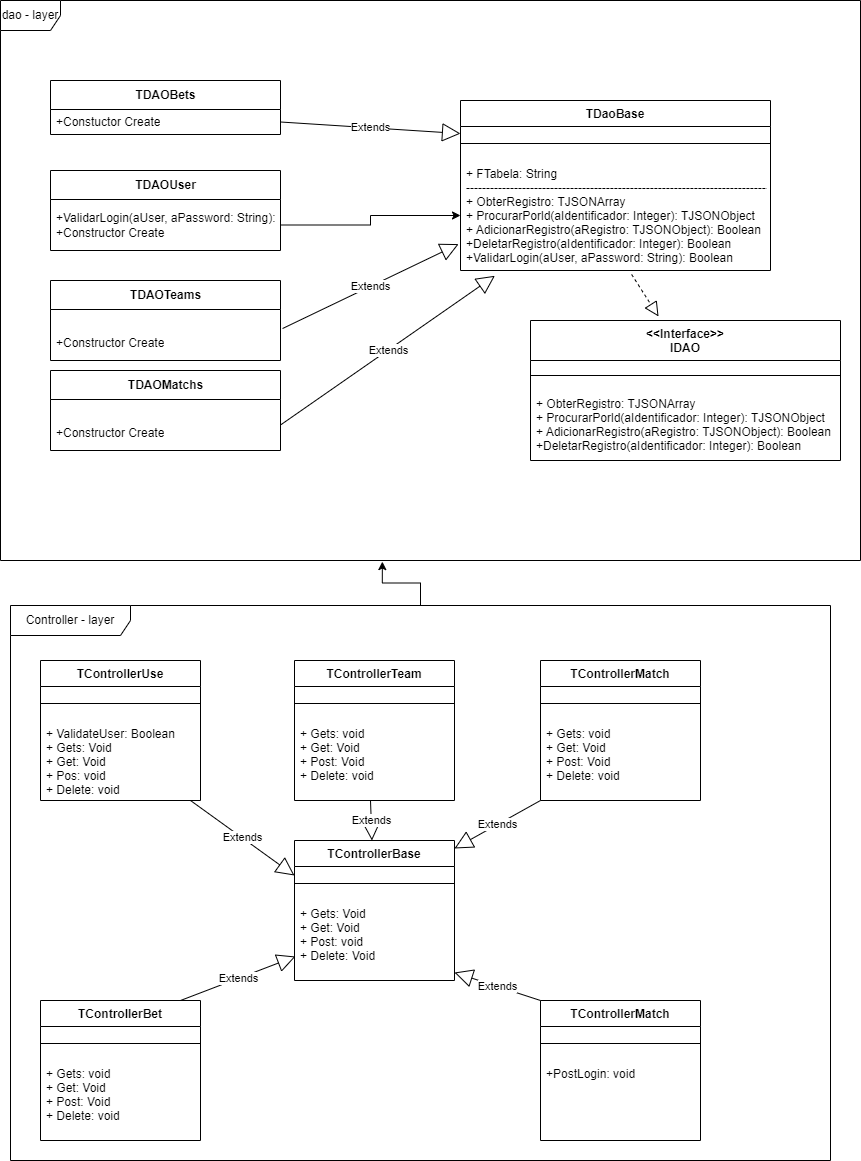 dao - layer
TDAOBets
+Constuctor Create
Extends
TDAOUser
+ValidarLogin(aUser, aPassword: String):
+Constructor Create
TDAOTeams
+Constructor Create
Extends
TDAOMatchs
+Constructor Create
Extends
TDaoBase
+ FTabela: String
+ ObterRegistro: TJSONArray
+ ProcurarPorId(aIdentificador: Integer): TJSONObject
+ AdicionarRegistro(aRegistro: TJSONObject): Boolean
+DeletarRegistro(aIdentificador: Integer): Boolean
+ValidarLogin(aUser, aPassword: String): Boolean
<<Interface>>
IDAO
+ ObterRegistro: TJSONArray
+ ProcurarPorId(aIdentificador: Integer): TJSONObject
+ AdicionarRegistro(aRegistro: TJSONObject): Boolean
+DeletarRegistro(aIdentificador: Integer): Boolean
Controller - layer
TControllerUse
+ ValidateUser: Boolean
+ Gets: Void
+ Get: Void
+ Pos: void
+ Delete: void
Extends
TControllerTeam
+ Gets: void
+ Get: Void
+ Post: Void
+ Delete: void
Extends
TControllerMatch
+ Gets: void
+ Get: Void
+ Post: Void
+ Delete: void
Extends
TControllerBase
+ Gets: Void
+ Get: Void
+ Post: void
+ Delete: Void
Extends
TControllerBet
+ Gets: void
+ Get: Void
+ Post: Void
+ Delete: void
Extends
TControllerMatch
+PostLogin: void